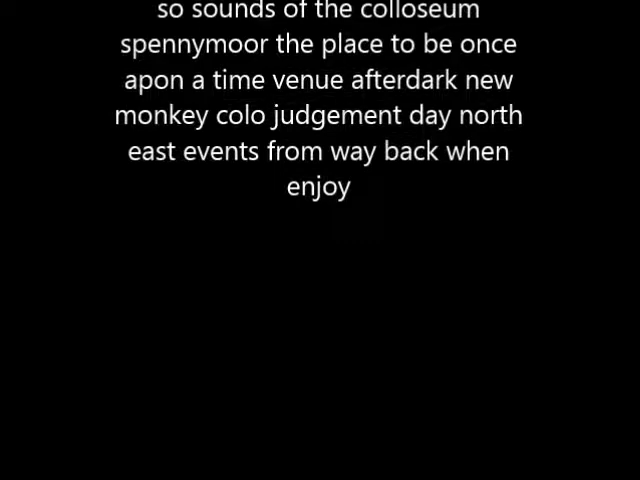 so sounds of the colloseum
spennymoor the place to be once
apon a time venue afterdark new
monkey colo judgement day north
east events from way back when
enjoy